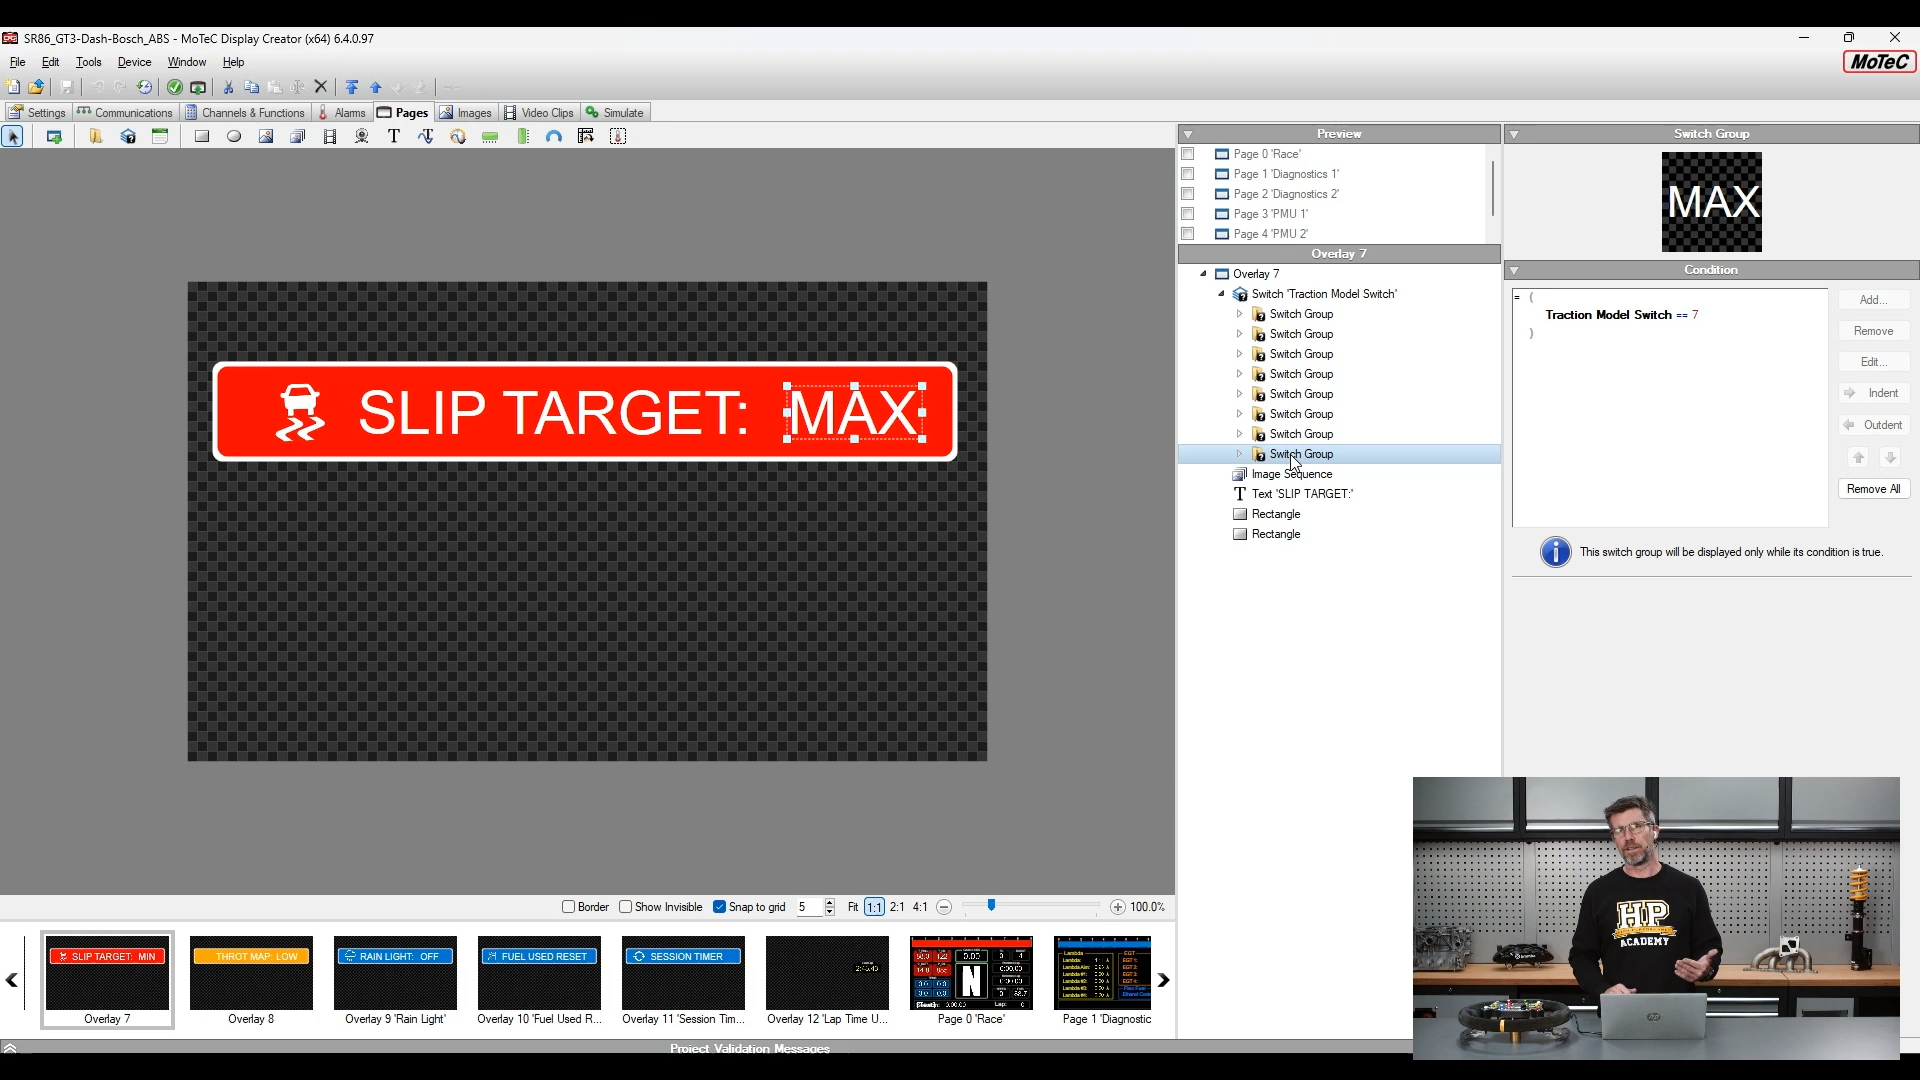 SR86_GT3-Dash-Bosch_ABS - MoTeC Display Creator (x64) 6.4.0.97
File Edit Tools Device Window Help
MoTeC
Settings Communications Channels & Functions Alarms Pages Images Video Clips Simulate
Preview
Page 0 'Race'
Page 1 'Diagnostics 1'
Page 2 'Diagnostics 2'
Page 3 'PMU 1'
Page 4 'PMU 2'
Overlay 7
Overlay 7
Switch 'Traction Model Switch'
Switch Group
Switch Group
Switch Group
Switch Group
Switch Group
Switch Group
Switch Group
Switch Group
Image Sequence
T Text 'SLIP TARGET:'
Rectangle
Rectangle
Switch Group
MAX
Condition
= (
Traction Model Switch == 7
)
Add...
Remove
Edit...
Indent
Outdent
Remove All
This switch group will be displayed only while its condition is true.
SLIP TARGET: MAX
Border Show Invisible Snap to grid 5 Fit 1:1 2:1 4:1 100.0%
SLIP TARGET: MIN
Overlay 7
THROT MAP: LOW
Overlay 8
RAIN LIGHT: OFF
Overlay 9 'Rain Light'
FUEL USED RESET
Overlay 10 'Fuel Used R...
SESSION TIMER
Overlay 11 'Session Tim...
Overlay 12 'Lap Time U...
N
Page 0 'Race'
Page 1 'Diagnostic
Project Validation Messages
HP
ACADEMY